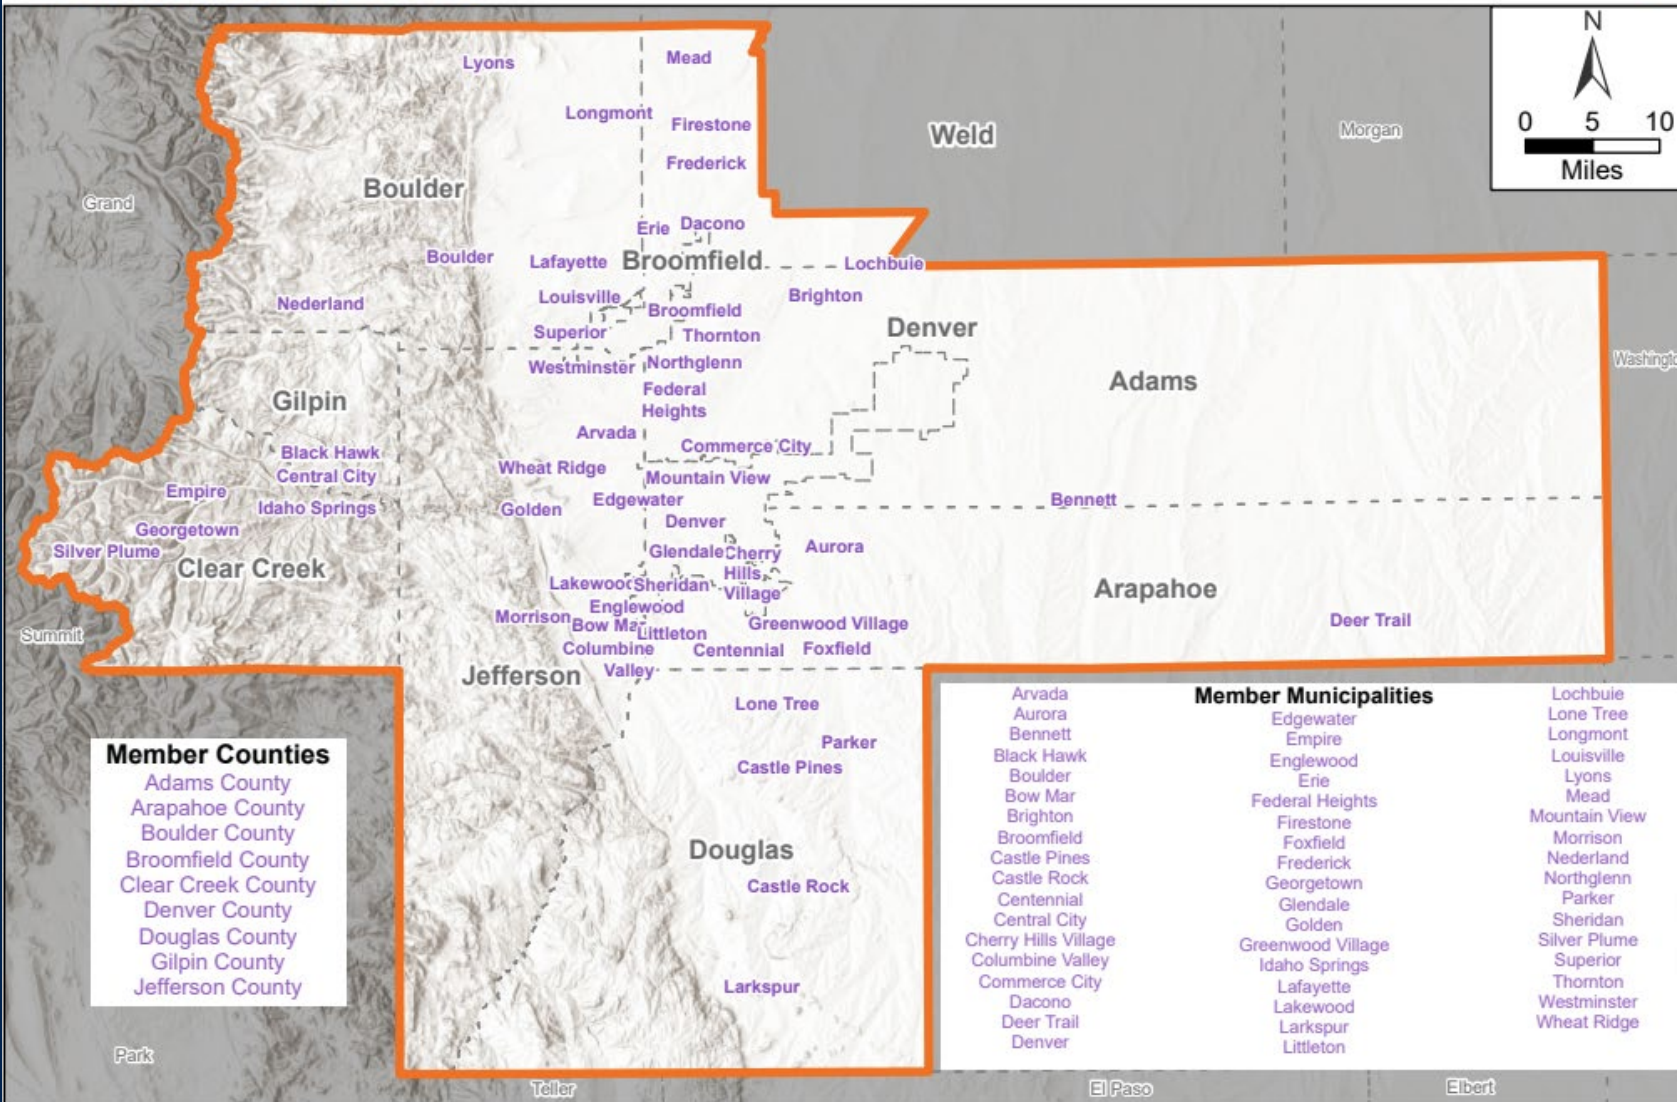 N
0 5 10
Miles
Lyons
Mead
Longmont
Firestone
Weld
Morgan
Frederick
Boulder
Grand
Erie
Dacono
Boulder
Lafayette
Broomfield
Lochbuie
Nederland
Louisville
Broomfield
Brighton
Superior
Thornton
Denver
Westminster
Northglenn
Washingto
Federal
Heights
Adams
Gilpin
Arvada
Commerce City
Black Hawk
Central City
Wheat Ridge
Mountain View
Empire
Idaho Springs
Golden
Edgewater
Bennett
Denver
Georgetown
Silver Plume
Clear Creek
Glendale
Cherry
Hills
Village
Aurora
Lakewood
Sheridan
Arapahoe
Englewood
Morrison
Bow Mar
Littleton
Greenwood Village
Deer Trail
Summit
Columbine
Valley
Centennial
Foxfield
Jefferson
Lone Tree
Parker
Castle Pines
Douglas
Castle Rock
Larkspur
Park
Teller
El Paso
Elbert
Member Counties
Adams County
Arapahoe County
Boulder County
Broomfield County
Clear Creek County
Denver County
Douglas County
Gilpin County
Jefferson County
Member Municipalities
Arvada
Aurora
Bennett
Black Hawk
Boulder
Bow Mar
Brighton
Broomfield
Castle Pines
Castle Rock
Centennial
Central City
Cherry Hills Village
Columbine Valley
Commerce City
Dacono
Deer Trail
Denver
Edgewater
Empire
Englewood
Erie
Federal Heights
Firestone
Foxfield
Frederick
Georgetown
Glendale
Golden
Greenwood Village
Idaho Springs
Lafayette
Lakewood
Larkspur
Littleton
Lochbuie
Lone Tree
Longmont
Louisville
Lyons
Mead
Mountain View
Morrison
Nederland
Northglenn
Parker
Sheridan
Silver Plume
Superior
Thornton
Westminster
Wheat Ridge